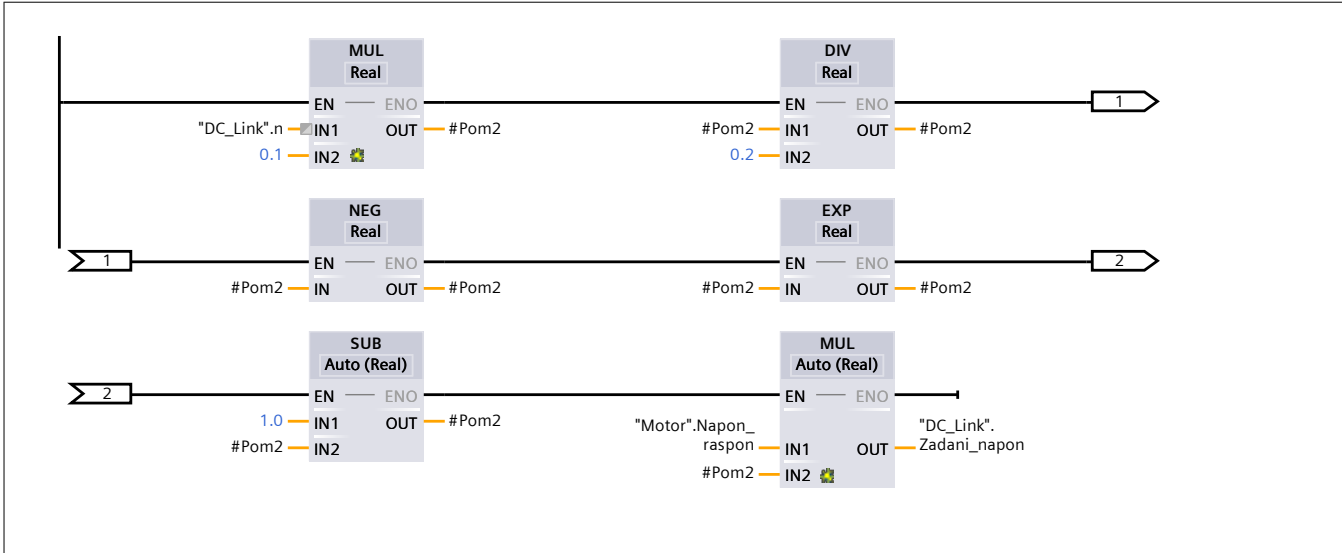 MUL DIV
Real Real
EN ENO EN ENO 1
"DC_Link".n IN1 OUT #Pom2 #Pom2 IN1 OUT #Pom2
0.1 IN2 0.2 IN2
NEG EXP
Real Real
1 EN ENO EN ENO 2
#Pom2 IN OUT #Pom2 #Pom2 IN OUT #Pom2
SUB MUL
Auto (Real) Auto (Real)
2 EN ENO EN ENO
1.0 IN1 OUT #Pom2 "Motor".Napon_ "DC_Link".
#Pom2 IN2 raspon IN1 OUT Zadani_napon
#Pom2 IN2